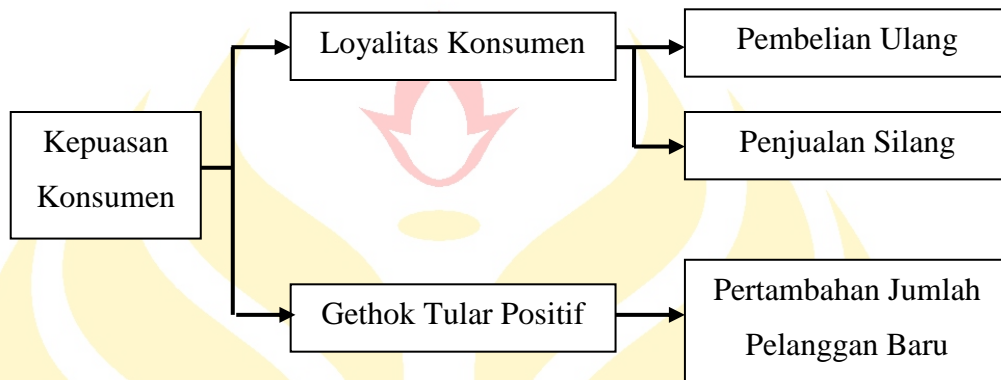 Kepuasan
Konsumen
Loyalitas Konsumen
Pembelian Ulang
Penjualan Silang
Gethok Tular Positif
Pertambahan Jumlah
Pelanggan Baru